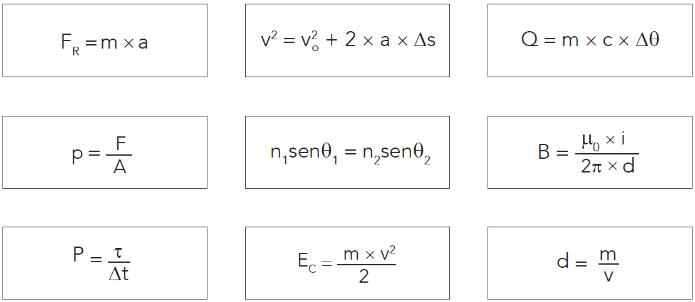 F_R = m × a
v² = v₀² + 2 × a × Δs
Q = m × c × Δθ
p = F/A
n₁senθ₁ = n₂senθ₂
B = (μ₀ × i)/(2π × d)
P = τ/Δt
E_C = (m × v²)/2
d = m/v